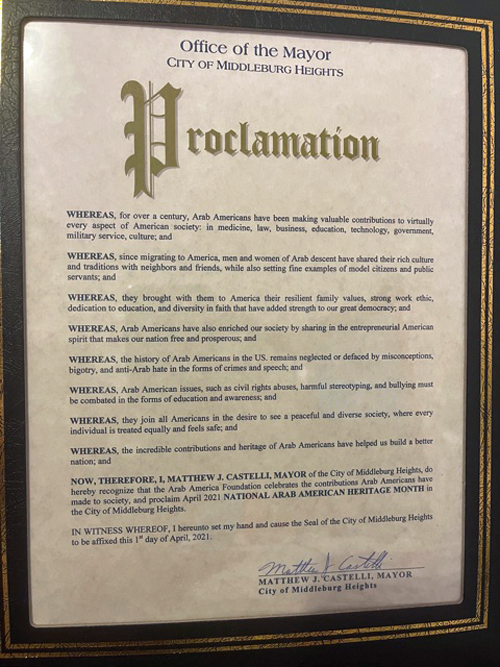 Office of the Mayor
CITY OF MIDDLEBURG HEIGHTS
Proclamation
WHEREAS, for over a century, Arab Americans have been making valuable contributions to virtually
every aspect of American society: in medicine, law, business, education, technology, government,
military service, culture; and
WHEREAS, since migrating to America, men and women of Arab descent have shared their rich culture
and traditions with neighbors and friends, while also setting fine examples of model citizens and public
servants; and
WHEREAS, they brought with them to America their resilient family values, strong work ethic,
dedication to education, and diversity in faith that have added strength to our great democracy; and
WHEREAS, Arab Americans have also enriched our society by sharing in the entrepreneurial American
spirit that makes our nation free and prosperous; and
WHEREAS, the history of Arab Americans in the US. remains neglected or defaced by misconceptions,
bigotry, and anti-Arab hate in the forms of crimes and speech; and
WHEREAS, Arab American issues, such as civil rights abuses, harmful stereotyping, and bullying must
be combated in the forms of education and awareness; and
WHEREAS, they join all Americans in the desire to see a peaceful and diverse society, where every
individual is treated equally and feels safe; and
WHEREAS, the incredible contributions and heritage of Arab Americans have helped us build a better
nation; and
NOW, THEREFORE, I, MATTHEW J. CASTELLI, MAYOR of the City of Middleburg Heights, do
hereby recognize that the Arab America Foundation celebrates the contributions Arab Americans have
made to society, and proclaim April 2021 NATIONAL ARAB AMERICAN HERITAGE MONTH in
the City of Middleburg Heights.
IN WITNESS WHEREOF, I hereunto set my hand and cause the Seal of the City of Middleburg Heights
to be affixed this 1st day of April, 2021.
Matthew J Castelli
MATTHEW J. CASTELLI, MAYOR
City of Middleburg Heights